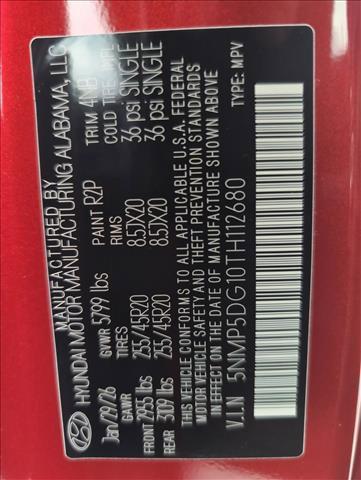 MANUFACTURED BY
HYUNDAI MOTOR MANUFACTURING ALABAMA, LLC
Jan/29/26 GVWR 5799 lbs PAINT R2P TRIM 4NB
GAWR RIMS COLD TIRE INFL
FRONT 2955 lbs 255/45R20 8.5JX20 36 psi SINGLE
REAR 3109 lbs 255/45R20 8.5JX20 36 psi SINGLE
THIS VEHICLE CONFORMS TO ALL APPLICABLE U.S.A. FEDERAL
MOTOR VEHICLE SAFETY AND THEFT PREVENTION STANDARDS
IN EFFECT ON THE DATE OF MANUFACTURE SHOWN ABOVE.
V.I.N 5NMP5DG10TH112680 TYPE: MPV